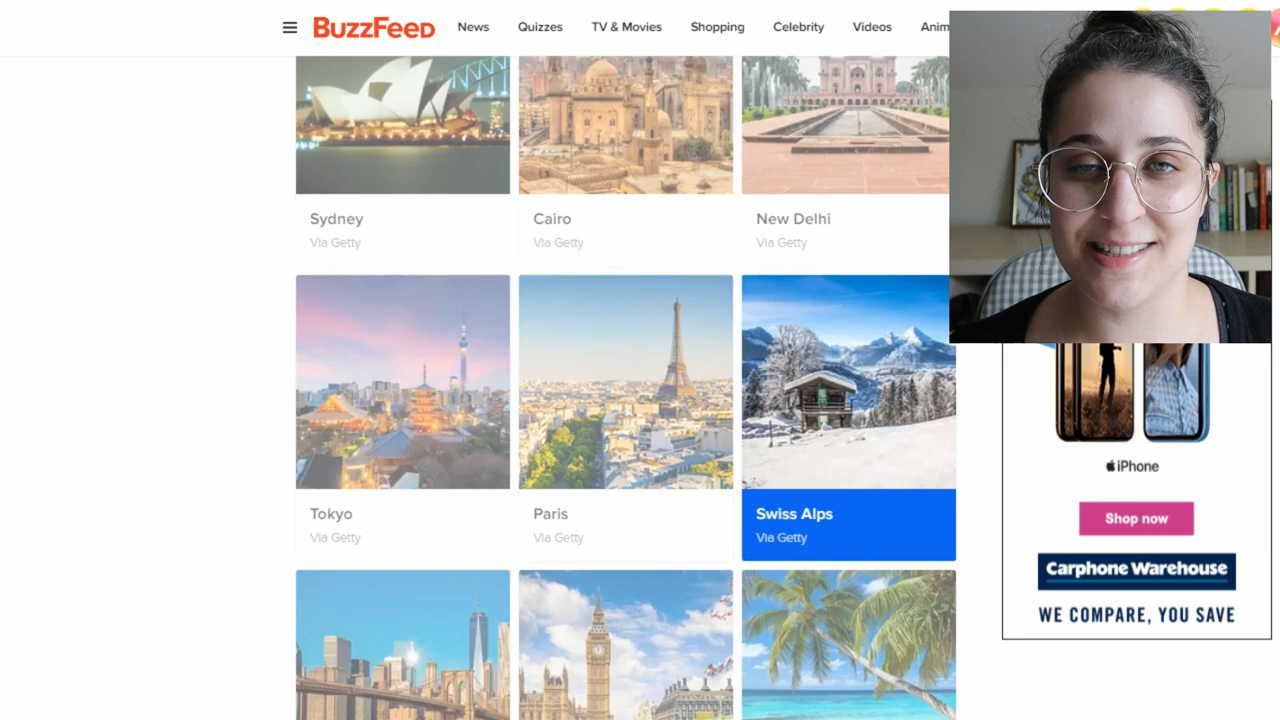 BuzzFeed News Quizzes TV & Movies Shopping Celebrity Videos Anim
Sydney
Via Getty
Cairo
Via Getty
New Delhi
Via Getty
Tokyo
Via Getty
Paris
Via Getty
Swiss Alps
Via Getty
iPhone
Shop now
Carphone Warehouse
WE COMPARE, YOU SAVE